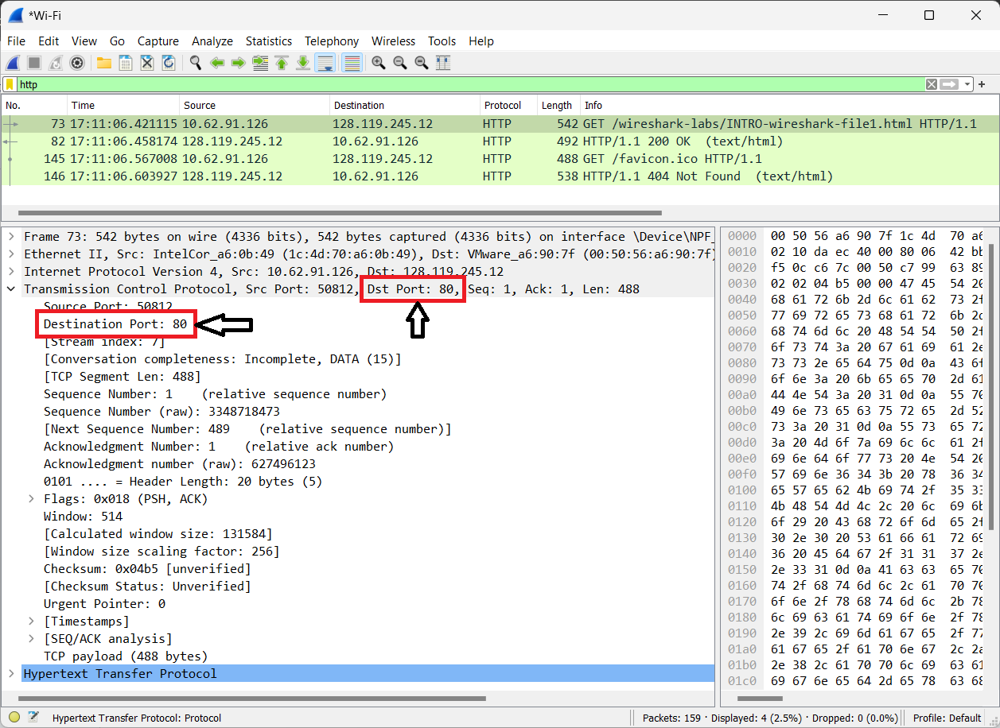 *Wi-Fi
File Edit View Go Capture Analyze Statistics Telephony Wireless Tools Help
http
No. Time Source Destination Protocol Length Info
73 17:11:06.421115 10.62.91.126 128.119.245.12 HTTP 542 GET /wireshark-labs/INTRO-wireshark-file1.html HTTP/1.1
82 17:11:06.458174 128.119.245.12 10.62.91.126 HTTP 492 HTTP/1.1 200 OK (text/html)
145 17:11:06.567008 10.62.91.126 128.119.245.12 HTTP 488 GET /favicon.ico HTTP/1.1
146 17:11:06.603927 128.119.245.12 10.62.91.126 HTTP 538 HTTP/1.1 404 Not Found (text/html)
Frame 73: 542 bytes on wire (4336 bits), 542 bytes captured (4336 bits) on interface \Device\NPF_
Ethernet II, Src: IntelCor_a6:0b:49 (1c:4d:70:a6:0b:49), Dst: VMware_a6:90:7f (00:50:56:a6:90:7f)
Internet Protocol Version 4, Src: 10.62.91.126, Dst: 128.119.245.12
Transmission Control Protocol, Src Port: 50812, Dst Port: 80, Seq: 1, Ack: 1, Len: 488
Source Port: 50812
Destination Port: 80
[Stream index: 7]
[Conversation completeness: Incomplete, DATA (15)]
[TCP Segment Len: 488]
Sequence Number: 1 (relative sequence number)
Sequence Number (raw): 3348718473
[Next Sequence Number: 489 (relative sequence number)]
Acknowledgment Number: 1 (relative ack number)
Acknowledgment number (raw): 627496123
0101 .... = Header Length: 20 bytes (5)
Flags: 0x018 (PSH, ACK)
Window: 514
[Calculated window size: 131584]
[Window size scaling factor: 256]
Checksum: 0x04b5 [unverified]
[Checksum Status: Unverified]
Urgent Pointer: 0
[Timestamps]
[SEQ/ACK analysis]
TCP payload (488 bytes)
Hypertext Transfer Protocol
0000 00 50 56 a6 90 7f 1c 4d 70 a6
0010 02 10 da ec 40 00 80 06 42 bb
0020 f5 0c c6 7c 00 50 c7 99 63 89
0030 02 02 04 b5 00 00 47 45 54 20
0040 68 61 72 6b 2d 6c 61 62 73 2f
0050 77 69 72 65 73 68 61 72 6b 2d
0060 68 74 6d 6c 20 48 54 54 50 2f
0070 6f 73 74 3a 20 67 61 69 61 2e
0080 73 73 2e 65 64 75 0d 0a 43 6f
0090 6f 6e 3a 20 6b 65 65 70 2d 61
00a0 44 4e 54 3a 20 31 0d 0a 55 70
00b0 49 6e 73 65 63 75 72 65 2d 52
00c0 73 3a 20 31 0d 0a 55 73 65 72
00d0 3a 20 4d 6f 7a 69 6c 6c 61 2f
00e0 69 6e 64 6f 77 73 20 4e 54 20
00f0 57 69 6e 36 34 3b 20 78 36 34
0100 65 57 65 62 4b 69 74 2f 35 33
0110 4b 48 54 4d 4c 2c 20 6c 69 6b
0120 6f 29 20 43 68 72 6f 6d 65 2f
0130 30 2e 30 20 53 61 66 61 72 69
0140 36 20 45 64 67 2f 31 31 37 2e
0150 2e 33 31 0d 0a 41 63 63 65 70
0160 74 2f 68 74 6d 6c 2c 61 70 70
0170 6f 6e 2f 78 68 74 6d 6c 2b 78
0180 6c 69 63 61 74 69 6f 6e 2f 78
0190 2e 39 2c 69 6d 61 67 65 2f 77
01a0 61 67 65 2f 61 70 6e 67 2c 2a
01b0 2e 38 2c 61 70 70 6c 69 63 61
01c0 69 67 6e 65 64 2d 65 78 63 68
Hypertext Transfer Protocol: Protocol
Packets: 159 · Displayed: 4 (2.5%) · Dropped: 0 (0.0%)
Profile: Default